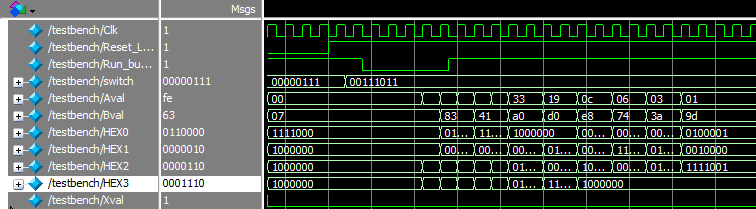 Msgs
/testbench/Clk 1
/testbench/Reset_L... 1
/testbench/Run_bu... 1
/testbench/switch 00000111 00000111 00111011
/testbench/Aval fe 00 33 19 0c 06 03 01
/testbench/Bval 63 07 83 41 a0 d0 e8 74 3a 9d
/testbench/HEX0 0110000 1111000 01... 11... 1000000 00... 00... 01... 0100001
/testbench/HEX1 0000010 1000000 00... 00... 01... 00... 11... 01... 0010000
/testbench/HEX2 0000110 1000000 01... 00... 10... 00... 01... 1111001
/testbench/HEX3 0001110 1000000 01... 11... 1000000
/testbench/Xval 1